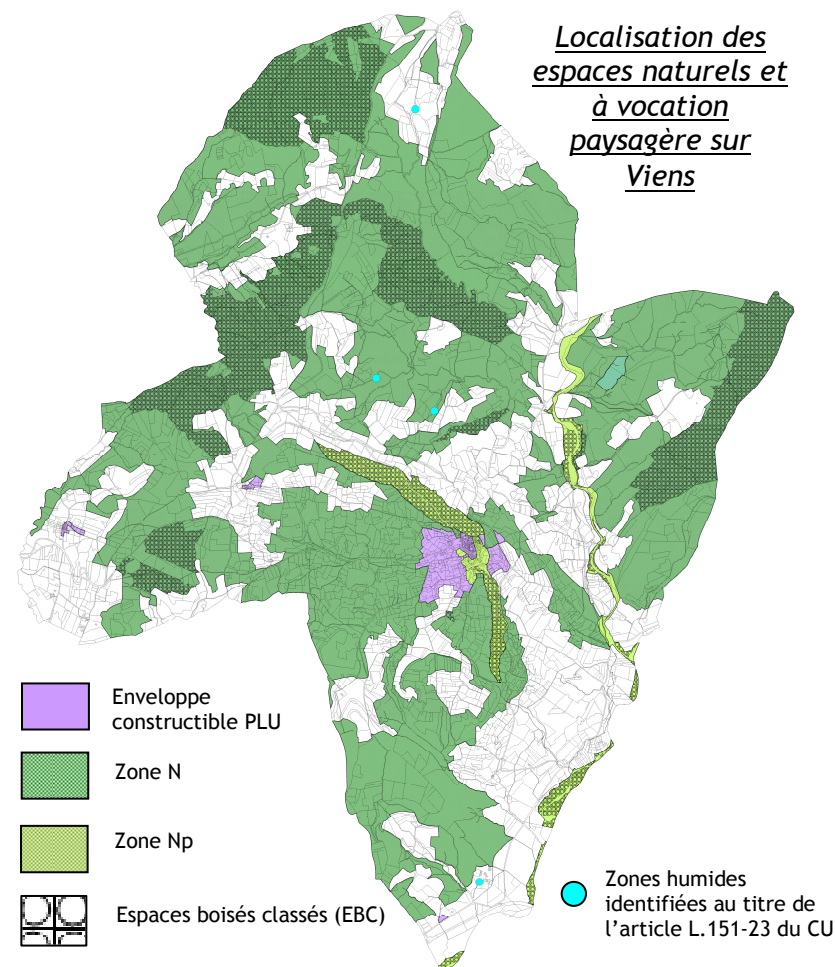 Localisation des
espaces naturels et
à vocation
paysagère sur
Viens
Enveloppe
constructible PLU
Zone N
Zone Np
Espaces boisés classés (EBC)
Zones humides
identifiées au titre de
l’article L.151-23 du CU